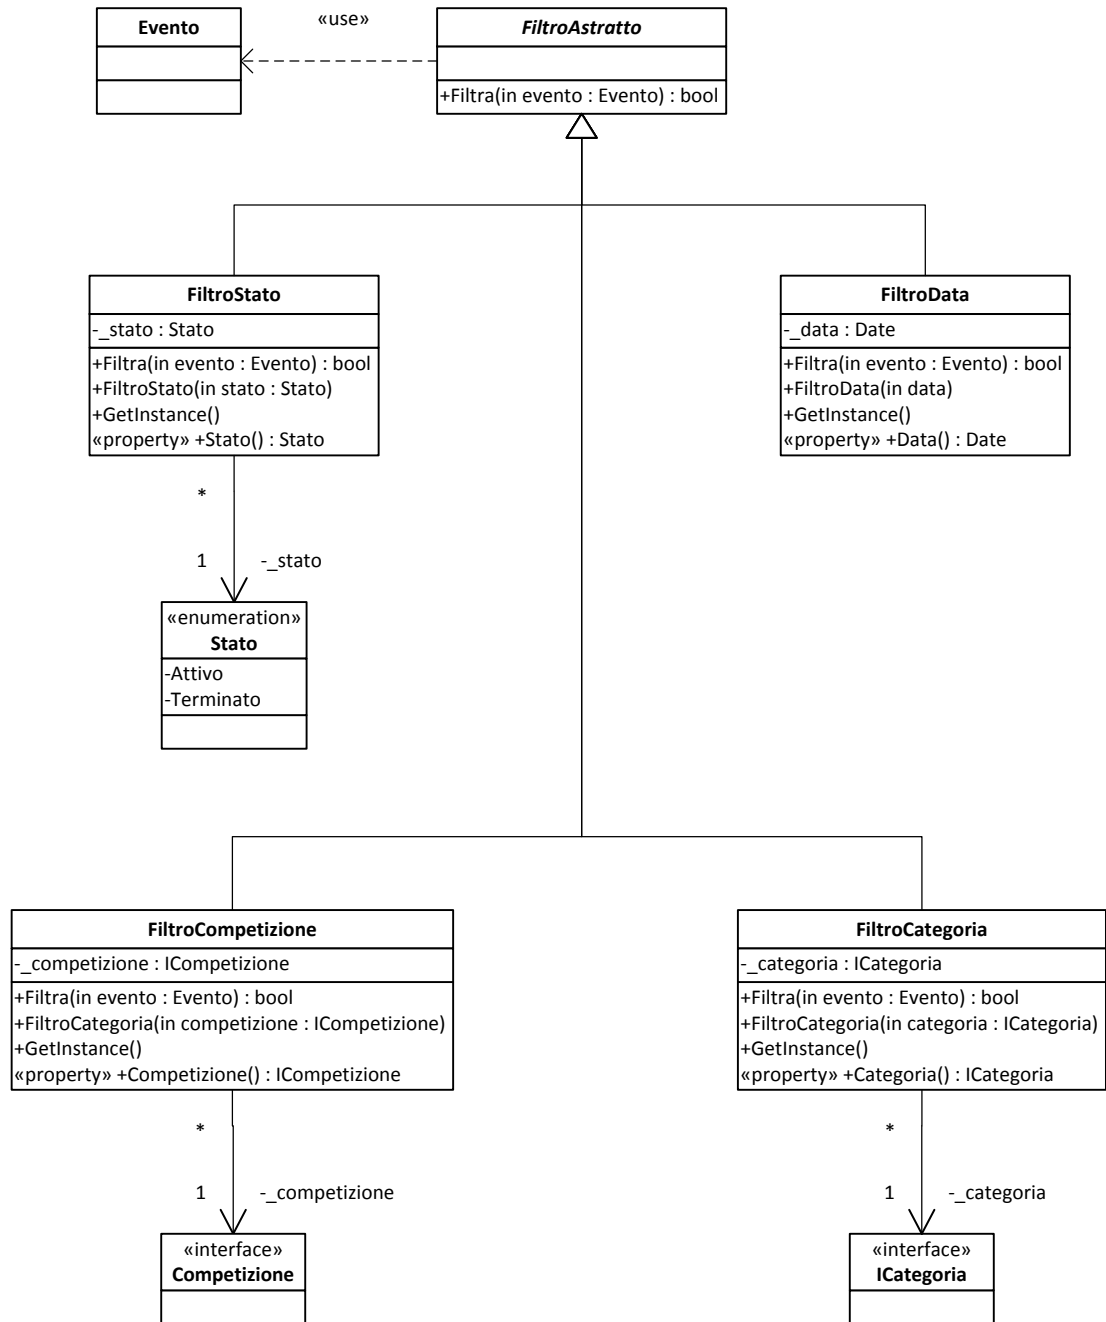 Evento
«use»
FiltroAstratto
+Filtra(in evento : Evento) : bool
FiltroStato
-_stato : Stato
+Filtra(in evento : Evento) : bool
+FiltroStato(in stato : Stato)
+GetInstance()
«property» +Stato() : Stato
FiltroData
-_data : Date
+Filtra(in evento : Evento) : bool
+FiltroData(in data)
+GetInstance()
«property» +Data() : Date
*
1
-_stato
«enumeration»
Stato
-Attivo
-Terminato
FiltroCompetizione
-_competizione : ICompetizione
+Filtra(in evento : Evento) : bool
+FiltroCategoria(in competizione : ICompetizione)
+GetInstance()
«property» +Competizione() : ICompetizione
FiltroCategoria
-_categoria : ICategoria
+Filtra(in evento : Evento) : bool
+FiltroCategoria(in categoria : ICategoria)
+GetInstance()
«property» +Categoria() : ICategoria
*
1
-_competizione
«interface»
Competizione
*
1
-_categoria
«interface»
ICategoria